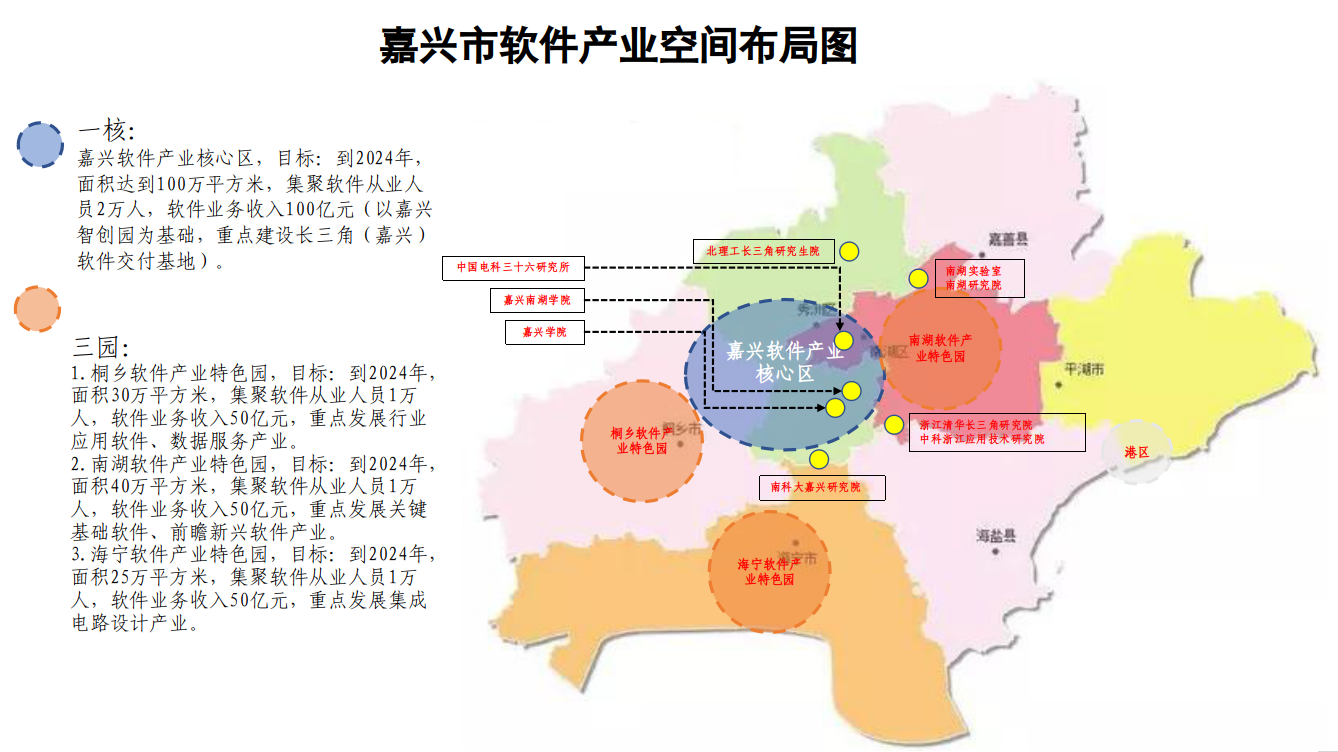 嘉兴市软件产业空间布局图
一核：
嘉兴软件产业核心区，目标：到2024年，
面积达到100万平方米，集聚软件从业人
员2万人，软件业务收入100亿元（以嘉兴
智创园为基础，重点建设长三角（嘉兴）
软件交付基地）。
三园：
1.桐乡软件产业特色园，目标：到2024年，
面积30万平方米，集聚软件从业人员1万
人，软件业务收入50亿元，重点发展行业
应用软件、数据服务产业。
2.南湖软件产业特色园，目标：到2024年，
面积40万平方米，集聚软件从业人员1万
人，软件业务收入50亿元，重点发展关键
基础软件、前瞻新兴软件产业。
3.海宁软件产业特色园，目标：到2024年，
面积25万平方米，集聚软件从业人员1万
人，软件业务收入50亿元，重点发展集成
电路设计产业。
北理工长三角研究生院
嘉善县
中国电科三十六研究所
南湖实验室
南湖研究院
嘉兴南湖学院
秀洲区
嘉兴学院
嘉兴软件产业
核心区
南湖区
南湖软件产
业特色园
平湖市
浙江清华长三角研究院
中科浙江应用技术研究院
桐乡市
桐乡软件产
业特色园
港区
南科大嘉兴研究院
海盐县
海宁市
海宁软件产
业特色园